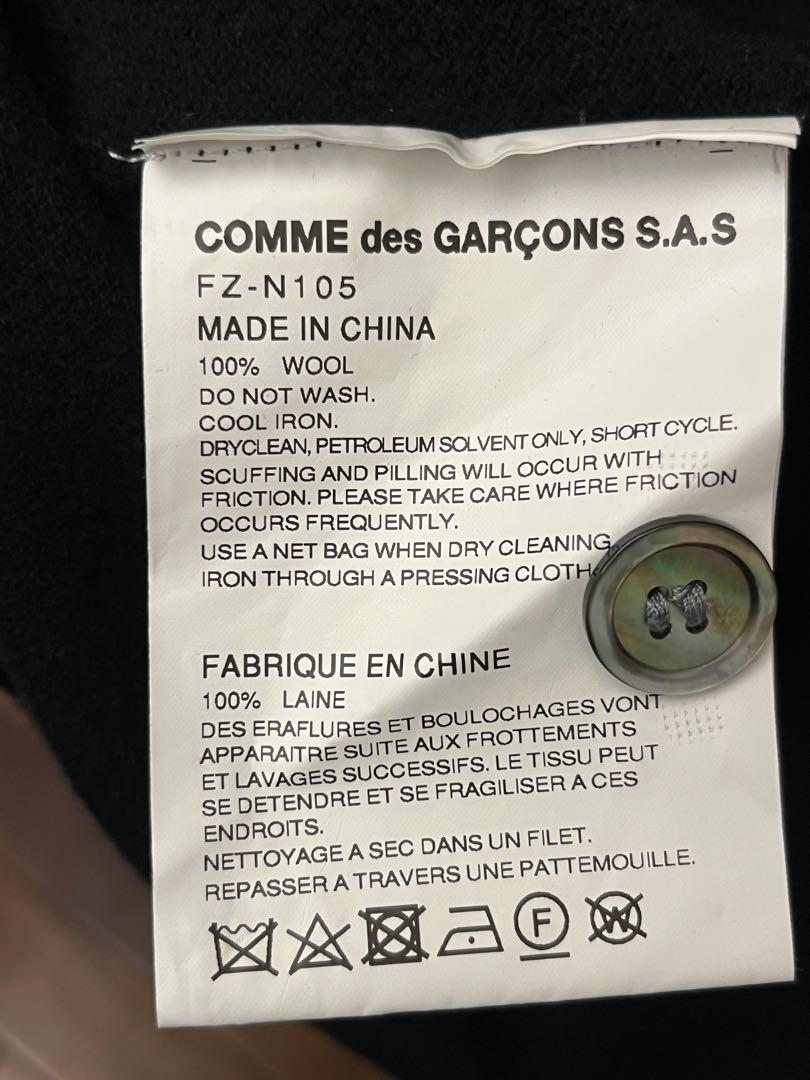 COMME des GARÇONS S.A.S
FZ-N105
MADE IN CHINA
100% WOOL
DO NOT WASH.
COOL IRON.
DRYCLEAN, PETROLEUM SOLVENT ONLY, SHORT CYCLE.
SCUFFING AND PILLING WILL OCCUR WITH
FRICTION. PLEASE TAKE CARE WHERE FRICTION
OCCURS FREQUENTLY.
USE A NET BAG WHEN DRY CLEANING.
IRON THROUGH A PRESSING CLOTH
FABRIQUE EN CHINE
100% LAINE
DES ERAFLURES ET BOULOCHAGES VONT
APPARAITRE SUITE AUX FROTTEMENTS
ET LAVAGES SUCCESSIFS. LE TISSU PEUT
SE DETENDRE ET SE FRAGILISER A CES
ENDROITS.
NETTOYAGE A SEC DANS UN FILET.
REPASSER A TRAVERS UNE PATTEMOUILLE.
F W